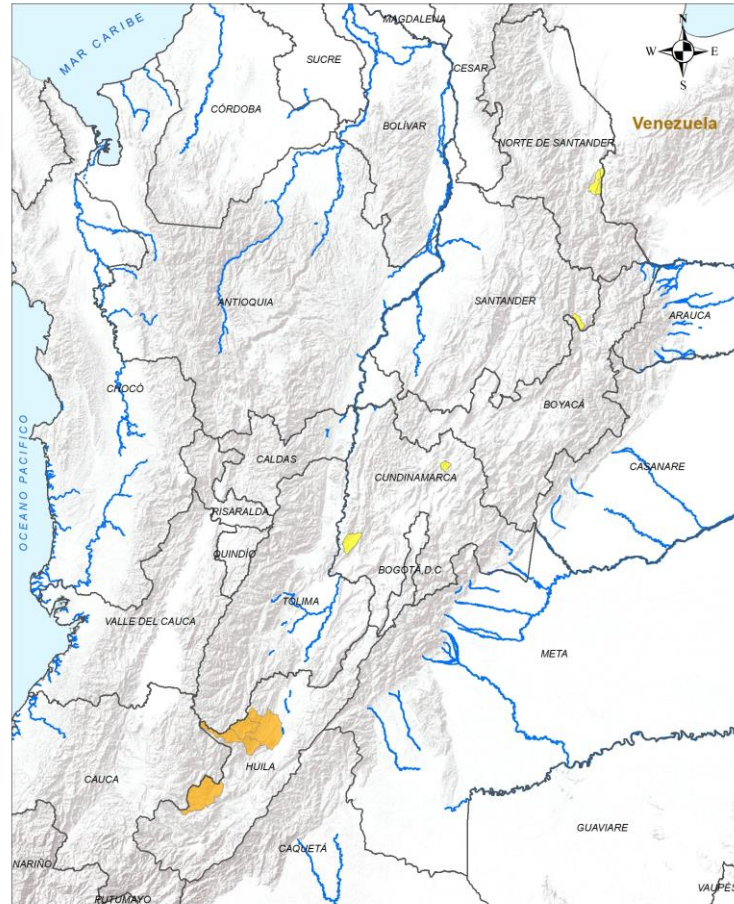 MAGDALENA
N
MAR CARIBE
W
E
SUCRE
CESAR
S
CÓRDOBA
BOLÍVAR
Venezuela
NORTE DE SANTANDER
ANTIOQUIA
SANTANDER
ARAUCA
CHOCÓ
BOYACÁ
OCEANO PACIFICO
CALDAS
CUNDINAMARCA
CASANARE
RISARALDA
QUINDÍO
BOGOTÁ,D.C
TOLIMA
VALLE DEL CAUCA
META
HUILA
CAUCA
GUAVIARE
CAQUETÁ
NARIÑO
PUTUMAYO
VAUPÉS